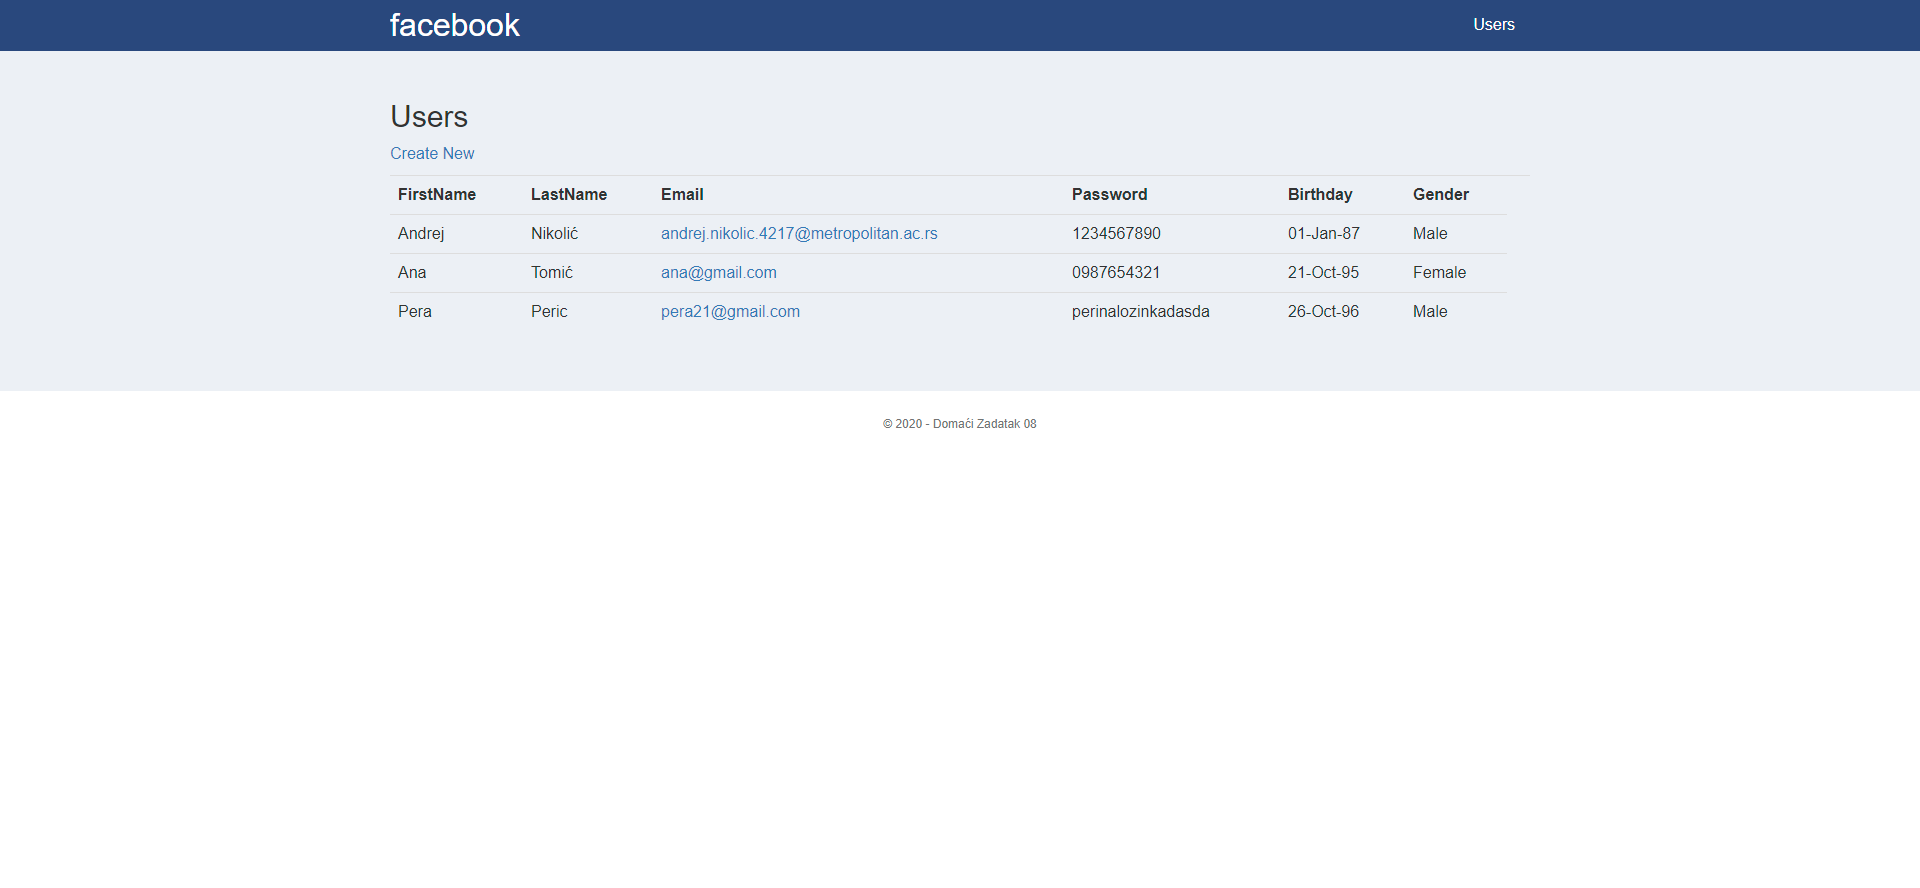 facebook Users
Users
Create New
FirstName LastName Email Password Birthday Gender
Andrej Nikolić andrej.nikolic.4217@metropolitan.ac.rs 1234567890 01-Jan-87 Male
Ana Tomić ana@gmail.com 0987654321 21-Oct-95 Female
Pera Peric pera21@gmail.com perinalozinkadasda 26-Oct-96 Male
© 2020 - Domaći Zadatak 08